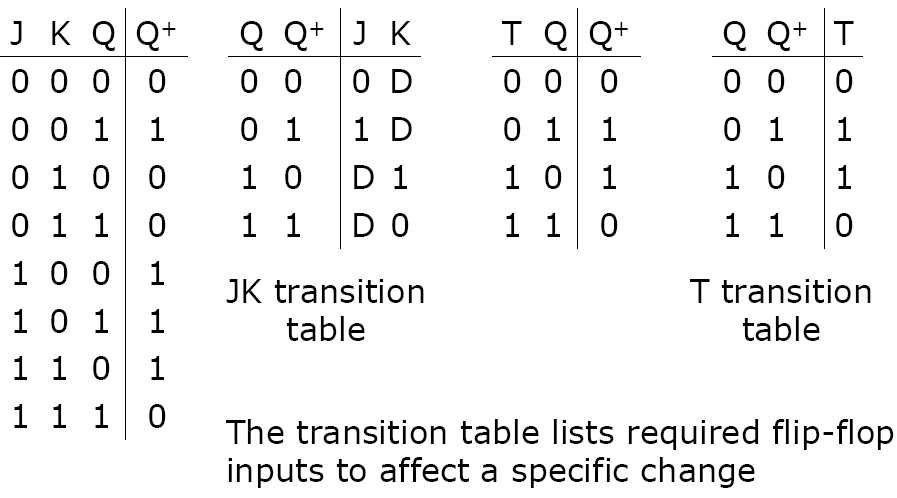 J K Q Q+ Q Q+ J K T Q Q+ Q Q+ T
0 0 0 0 0 0 0 D 0 0 0 0 0 0
0 0 1 1 0 1 1 D 0 1 1 0 1 1
0 1 0 0 1 0 D 1 1 0 1 1 0 1
0 1 1 0 1 1 D 0 1 1 0 1 1 0
1 0 0 1
1 0 1 1
1 1 0 1
1 1 1 0
JK transition
table
T transition
table
The transition table lists required flip-flop
inputs to affect a specific change